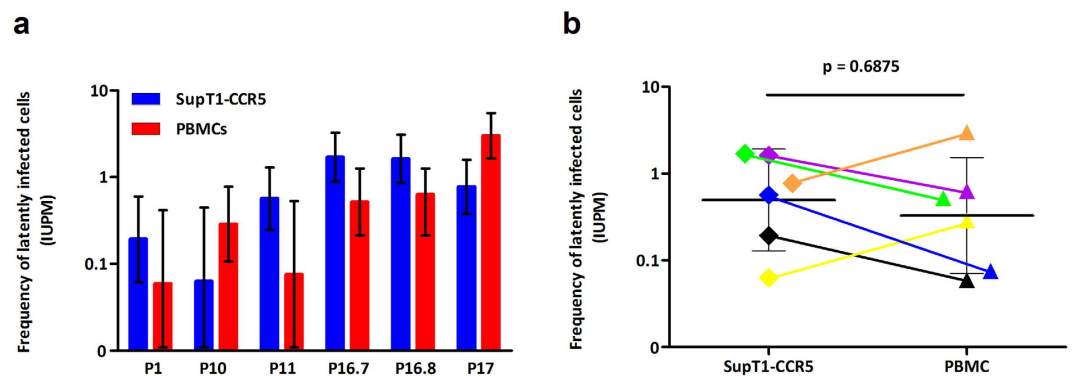 a
Frequency of latently infected cells
(IUPM)
10
1
0.1
0
SupT1-CCR5
PBMCs
P1 P10 P11 P16.7 P16.8 P17
b
Frequency of latently infected cells
(IUPM)
10
1
0.1
0
p = 0.6875
SupT1-CCR5 PBMC